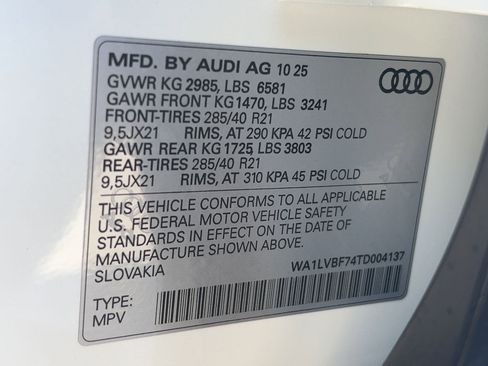 MFD. BY AUDI AG 10 25
GVWR KG 2985, LBS 6581
GAWR FRONT KG 1470, LBS 3241
FRONT-TIRES 285/40 R21
9,5JX21 RIMS, AT 290 KPA 42 PSI COLD
GAWR REAR KG 1725, LBS 3803
REAR-TIRES 285/40 R21
9,5JX21 RIMS, AT 310 KPA 45 PSI COLD
THIS VEHICLE CONFORMS TO ALL APPLICABLE
U.S. FEDERAL MOTOR VEHICLE SAFETY
STANDARDS IN EFFECT ON THE DATE OF
MANUFACTURE SHOWN ABOVE.
SLOVAKIA
WA1LVBF74TD004137
TYPE:
MPV